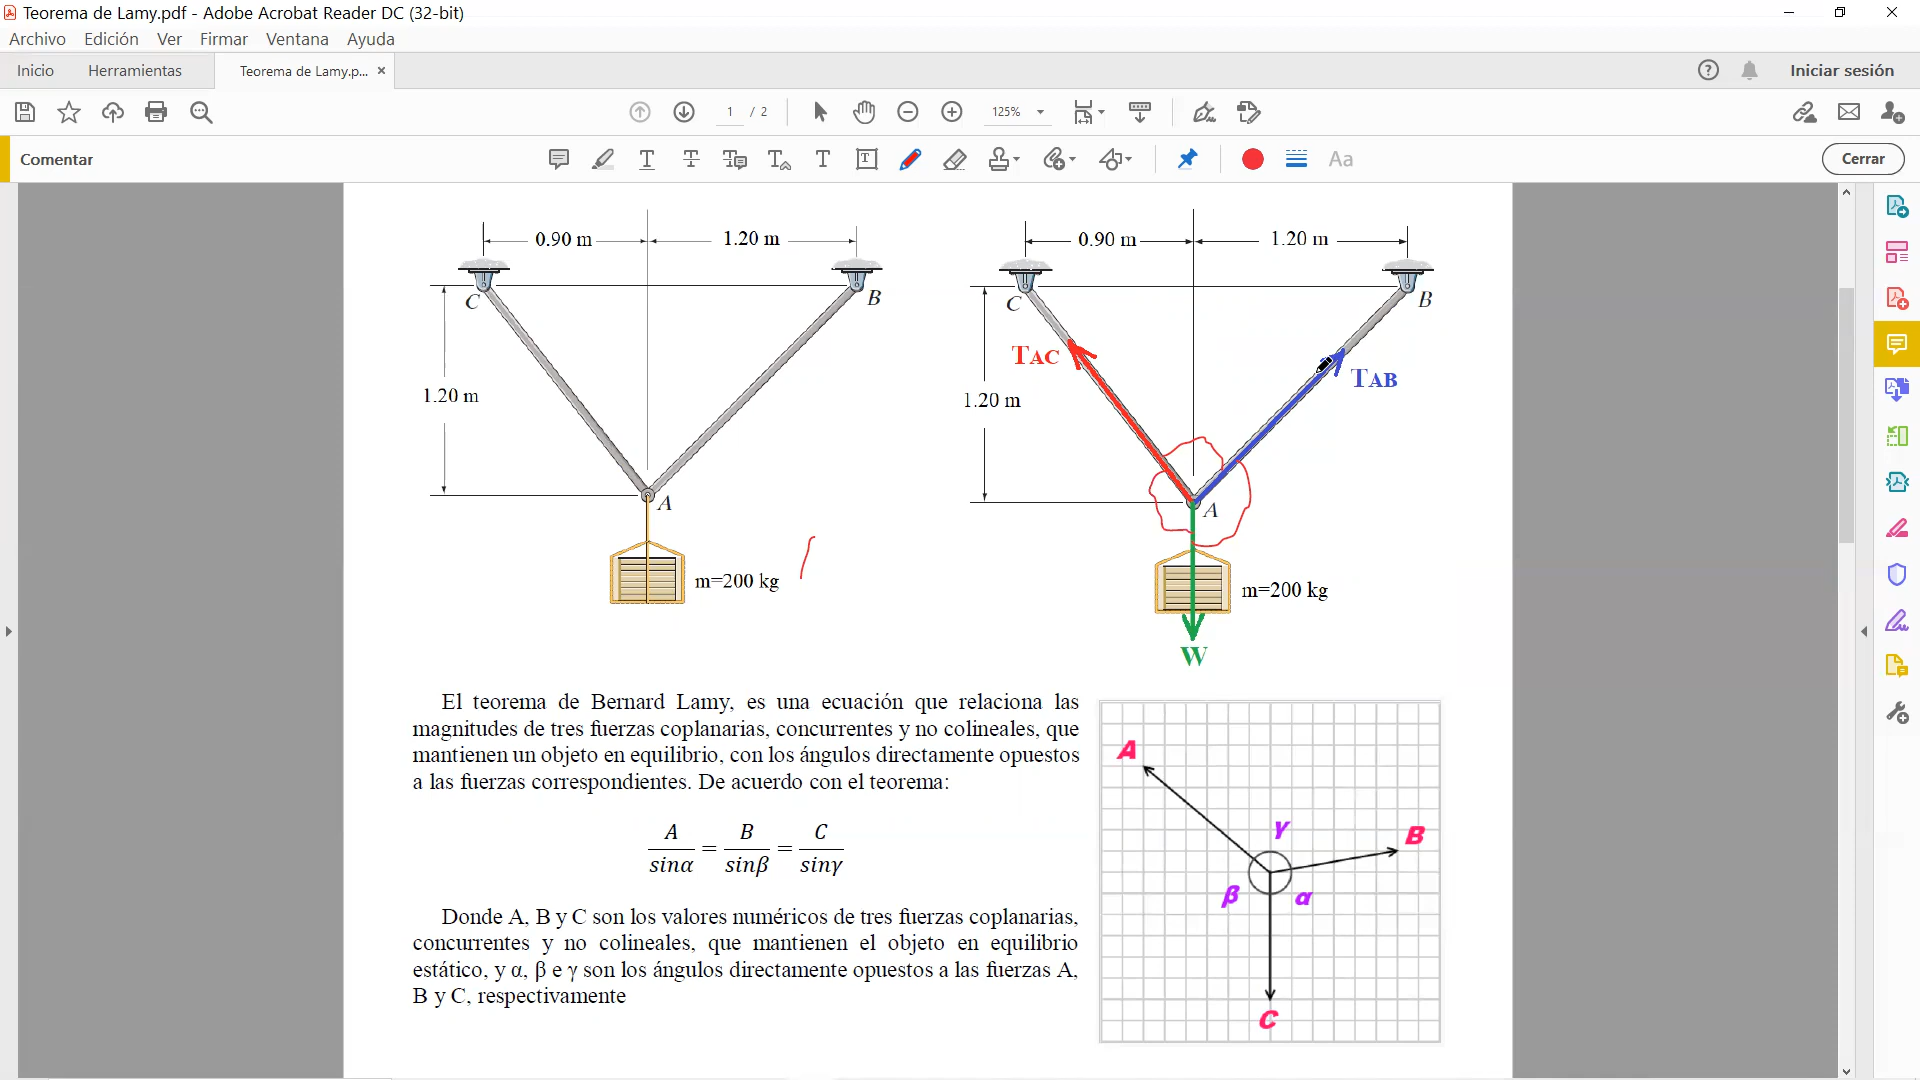 Teorema de Lamy.pdf - Adobe Acrobat Reader DC (32-bit)
Archivo Edición Ver Firmar Ventana Ayuda
Inicio Herramientas Teorema de Lamy.p... × Iniciar sesión
1 / 2 125%
Comentar Aa Cerrar
0.90 m 1.20 m 0.90 m 1.20 m
C B C B
TAC TAB
1.20 m 1.20 m
A A
m=200 kg m=200 kg
W
El teorema de Bernard Lamy, es una ecuación que relaciona las
magnitudes de tres fuerzas coplanarias, concurrentes y no colineales, que
mantienen un objeto en equilibrio, con los ángulos directamente opuestos
a las fuerzas correspondientes. De acuerdo con el teorema:
A/sinα = B/sinβ = C/sinγ
Donde A, B y C son los valores numéricos de tres fuerzas coplanarias,
concurrentes y no colineales, que mantienen el objeto en equilibrio
estático, y α, β e γ son los ángulos directamente opuestos a las fuerzas A,
B y C, respectivamente
A
γ B
β α
C